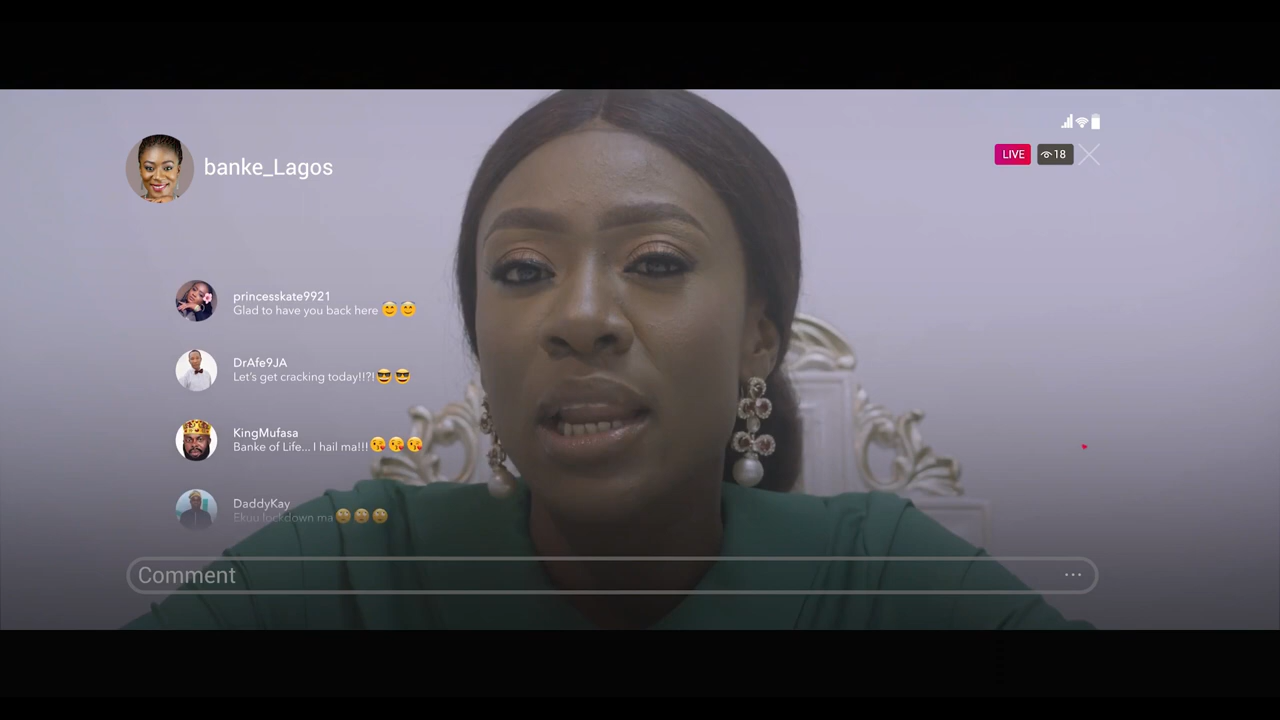 banke_Lagos
LIVE
18
princesskate9921
Glad to have you back here 😇😇
DrAfe9JA
Let's get cracking today!!?!😎😎
KingMufasa
Banke of Life... I hail ma!!!😘😘😘
DaddyKay
Ekuu lockdown ma🙄🙄🙄
Comment
...